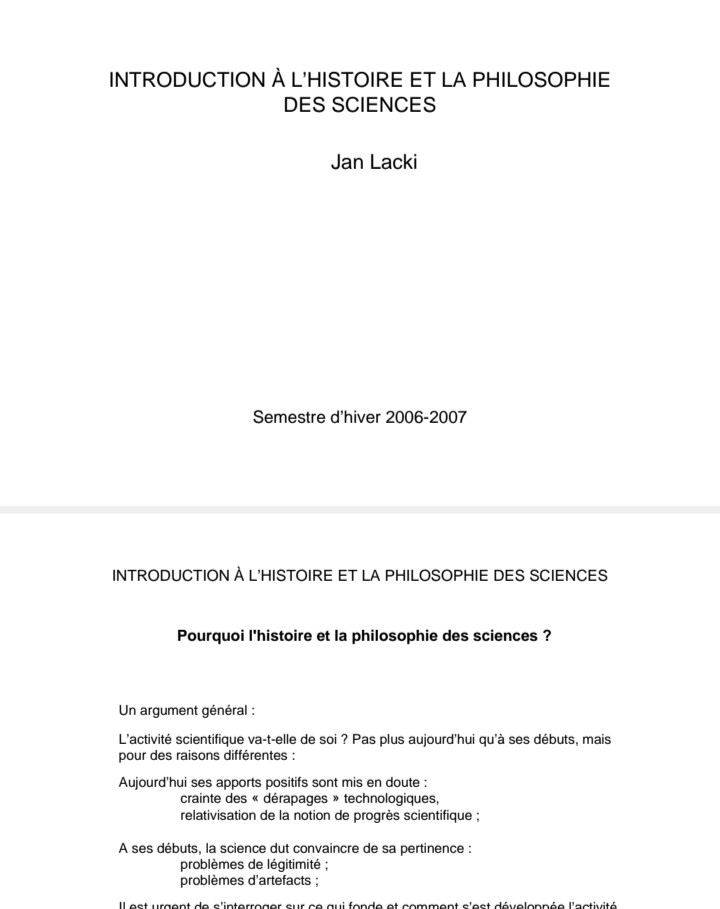 INTRODUCTION À L'HISTOIRE ET LA PHILOSOPHIE
DES SCIENCES
Jan Lacki
Semestre d'hiver 2006-2007
INTRODUCTION À L'HISTOIRE ET LA PHILOSOPHIE DES SCIENCES
Pourquoi l'histoire et la philosophie des sciences ?
Un argument général :
L'activité scientifique va-t-elle de soi ? Pas plus aujourd'hui qu'à ses débuts, mais
pour des raisons différentes :
Aujourd'hui ses apports positifs sont mis en doute :
crainte des « dérapages » technologiques,
relativisation de la notion de progrès scientifique ;
A ses débuts, la science dut convaincre de sa pertinence :
problèmes de légitimité ;
problèmes d'artefacts ;
Il est urgent de s'interroger sur ce qui fonde et comment s'est développée l'activité